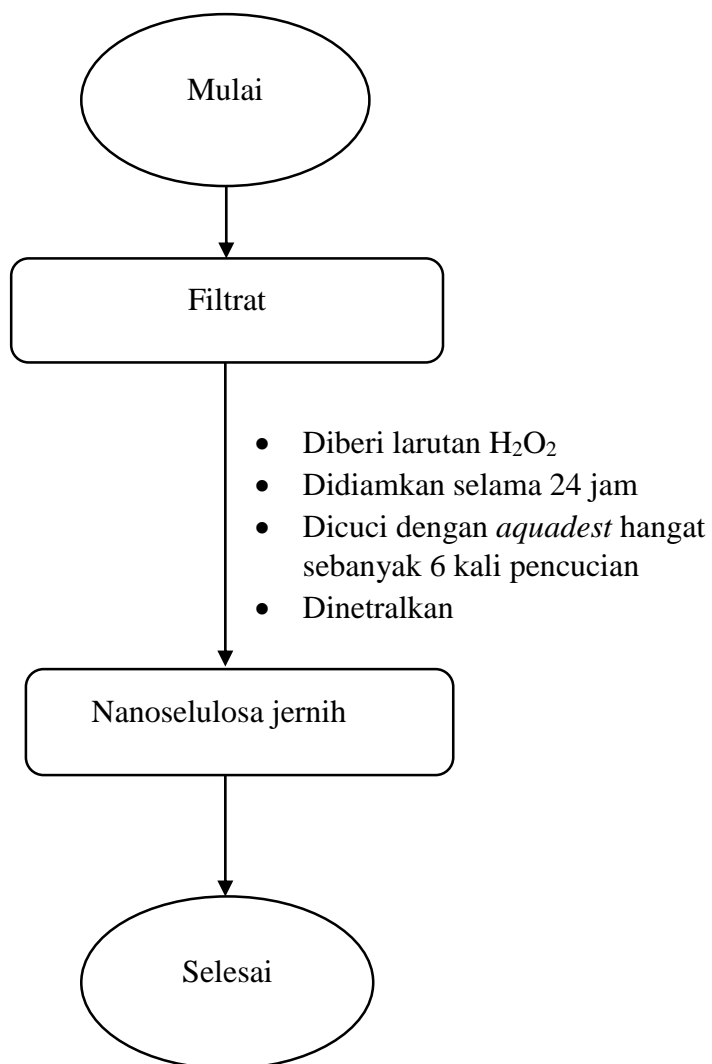 Mulai
Filtrat
• Diberi larutan H₂O₂
• Didiamkan selama 24 jam
• Dicuci dengan aquadest hangat
sebanyak 6 kali pencucian
• Dinetralkan
Nanoselulosa jernih
Selesai